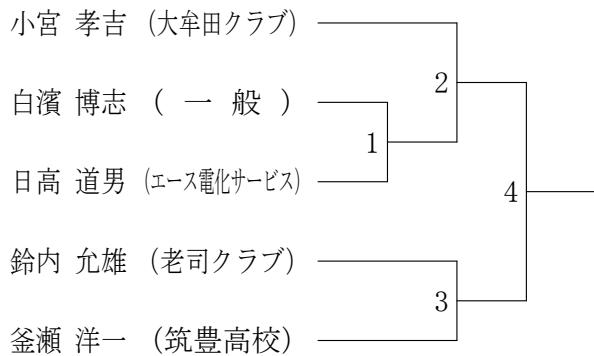 小宮 孝吉 (大牟田クラブ)
2
白濱 博志 ( 一 般 )
1
日高 道男 (エース電化サービス)
4
鈴内 允雄 (老司クラブ)
3
釜瀬 洋一 (筑豊高校)